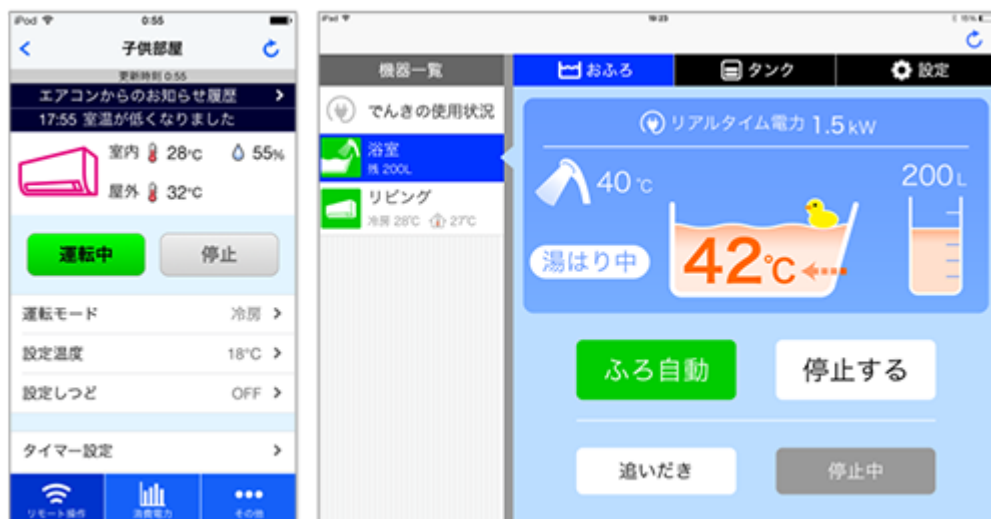 iPod
0:55
子供部屋
更新時刻 0:55
エアコンからのお知らせ履歴
17:55 室温が低くなりました
室内 28℃ 55%
屋外 32℃
運転中
停止
運転モード 冷房
設定温度 18℃
設定しつど OFF
タイマー設定
リモート操作
消費電力
その他
iPad
19:23
15%
機器一覧
でんきの使用状況
浴室
残 200L
リビング
冷房 28℃ 27℃
おふろ
タンク
設定
リアルタイム電力 1.5kW
40℃
200L
湯はり中
42℃
ふろ自動
停止する
追いだき
停止中